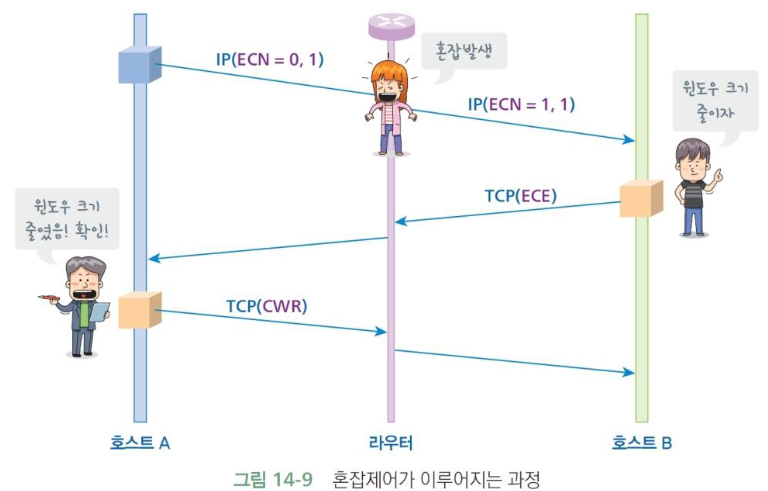 IP(ECN = 0, 1)
혼잡발생
IP(ECN = 1, 1)
윈도우 크기
줄이자
TCP(ECE)
윈도우 크기
줄였음! 확인!
TCP(CWR)
호스트 A
라우터
호스트 B
그림 14-9 혼잡제어가 이루어지는 과정